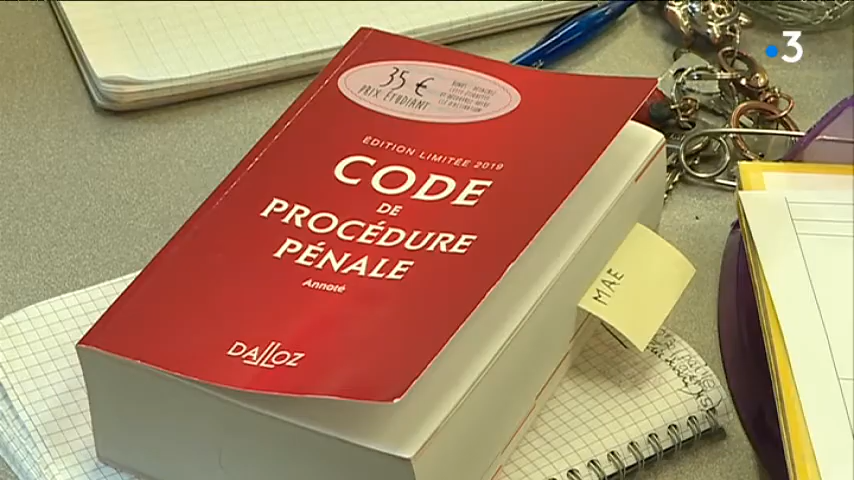 3
35 €
PRIX ÉTUDIANT
ÉDITION LIMITÉE 2019
CODE
DE
PROCÉDURE
PÉNALE
Annoté
DALLOZ
MAE